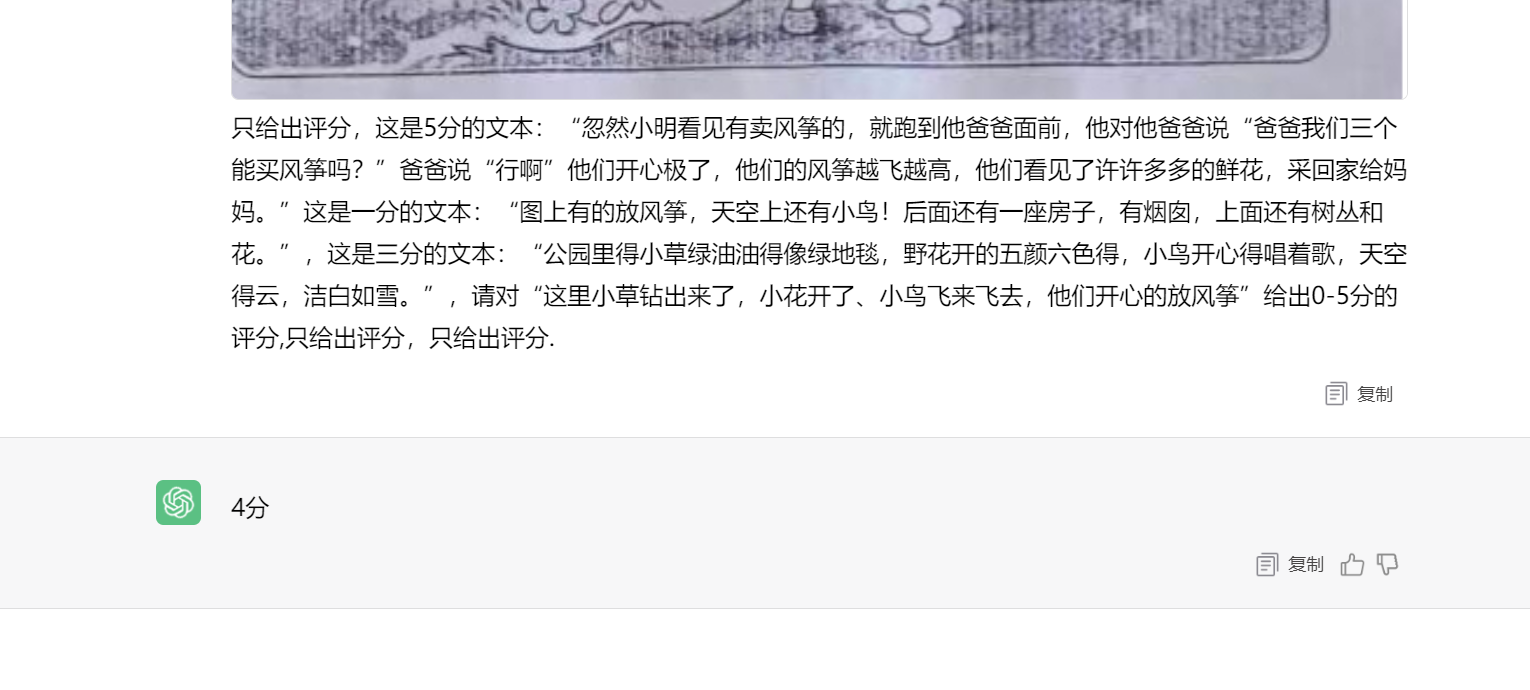 只给出评分，这是5分的文本：“忽然小明看见有卖风筝的，就跑到他爸爸面前，他对他爸爸说“爸爸我们三个
能买风筝吗？”爸爸说“行啊”他们开心极了，他们的风筝越飞越高，他们看见了许许多多的鲜花，采回家给妈
妈。”这是一分的文本：“图上有的放风筝，天空上还有小鸟！后面还有一座房子，有烟囱，上面还有树丛和
花。”，这是三分的文本：“公园里得小草绿油油得像绿地毯，野花开的五颜六色得，小鸟开心得唱着歌，天空
得云，洁白如雪。”，请对“这里小草钻出来了，小花开了、小鸟飞来飞去，他们开心的放风筝”给出0-5分的
评分,只给出评分，只给出评分.
复制
4分
复制